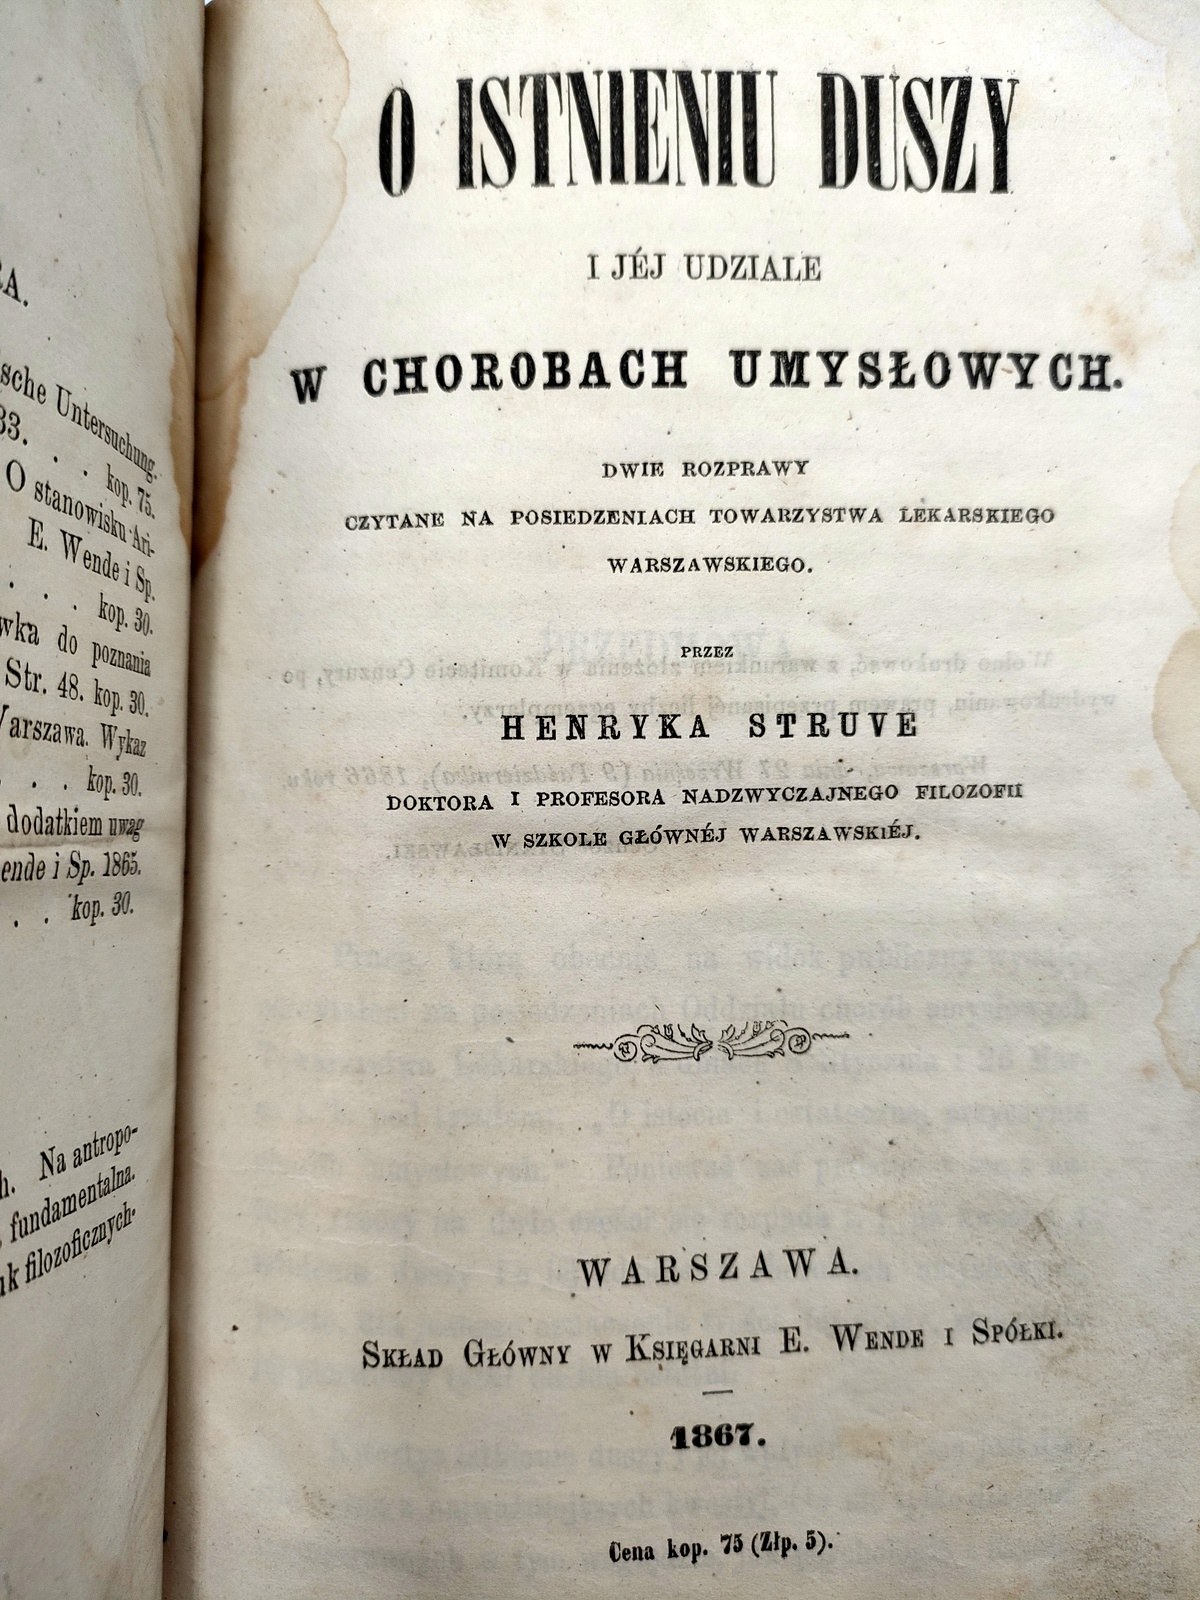 RA.
sche Untersuchung.
33. . . kop. 75.
O stanowisku Ari-
E. Wende i Sp.
. . . kop. 30.
wka do poznania
Str. 48. kop. 30.
Warszawa. Wykaz
. . . kop. 30.
dodatkiem uwag
ende i Sp. 1865.
. . kop. 30.
h. Na antropo-
fundamentalna.
uk filozoficznych.
O ISTNIENIU DUSZY
I JÉJ UDZIALE
W CHOROBACH UMYSŁOWYCH.
DWIE ROZPRAWY
CZYTANE NA POSIEDZENIACH TOWARZYSTWA LEKARSKIEGO
WARSZAWSKIEGO.
PRZEZ
HENRYKA STRUVE
DOKTORA I PROFESORA NADZWYCZAJNEGO FILOZOFII
W SZKOLE GŁÓWNÉJ WARSZAWSKIÉJ.
WARSZAWA.
SKŁAD GŁÓWNY W KSIĘGARNI E. WENDE I SPÓŁKI.
1867.
Cena kop. 75 (Złp. 5).